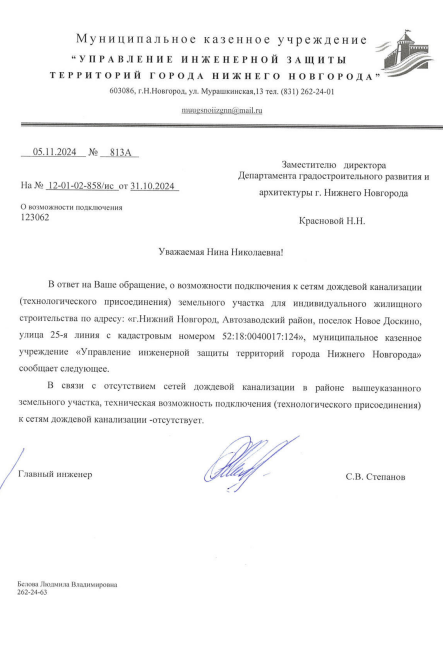 Муниципальное казенное учреждение
“УПРАВЛЕНИЕ ИНЖЕНЕРНОЙ ЗАЩИТЫ
ТЕРРИТОРИЙ ГОРОДА НИЖНЕГО НОВГОРОДА”
603086, г.Н.Новгород, ул. Мурашкинская,13 тел. (831) 262-24-01
muugsnoiizgnn@mail.ru
05.11.2024 № 813А
Заместителю директора
Департамента градостроительного развития и
архитектуры г. Нижнего Новгорода
На № 12-01-02-858/ис от 31.10.2024
О возможности подключения
123062
Красновой Н.Н.
Уважаемая Нина Николаевна!
В ответ на Ваше обращение, о возможности подключения к сетям дождевой канализации
(технологического присоединения) земельного участка для индивидуального жилищного
строительства по адресу: «г.Нижний Новгород, Автозаводский район, поселок Новое Доскино,
улица 25-я линия с кадастровым номером 52:18:0040017:124», муниципальное казенное
учреждение «Управление инженерной защиты территорий города Нижнего Новгорода»
сообщает следующее.
В связи с отсутствием сетей дождевой канализации в районе вышеуказанного
земельного участка, техническая возможность подключения (технологического присоединения)
к сетям дождевой канализации -отсутствует.
Главный инженер
С.В. Степанов
Белова Людмила Владимировна
262-24-63